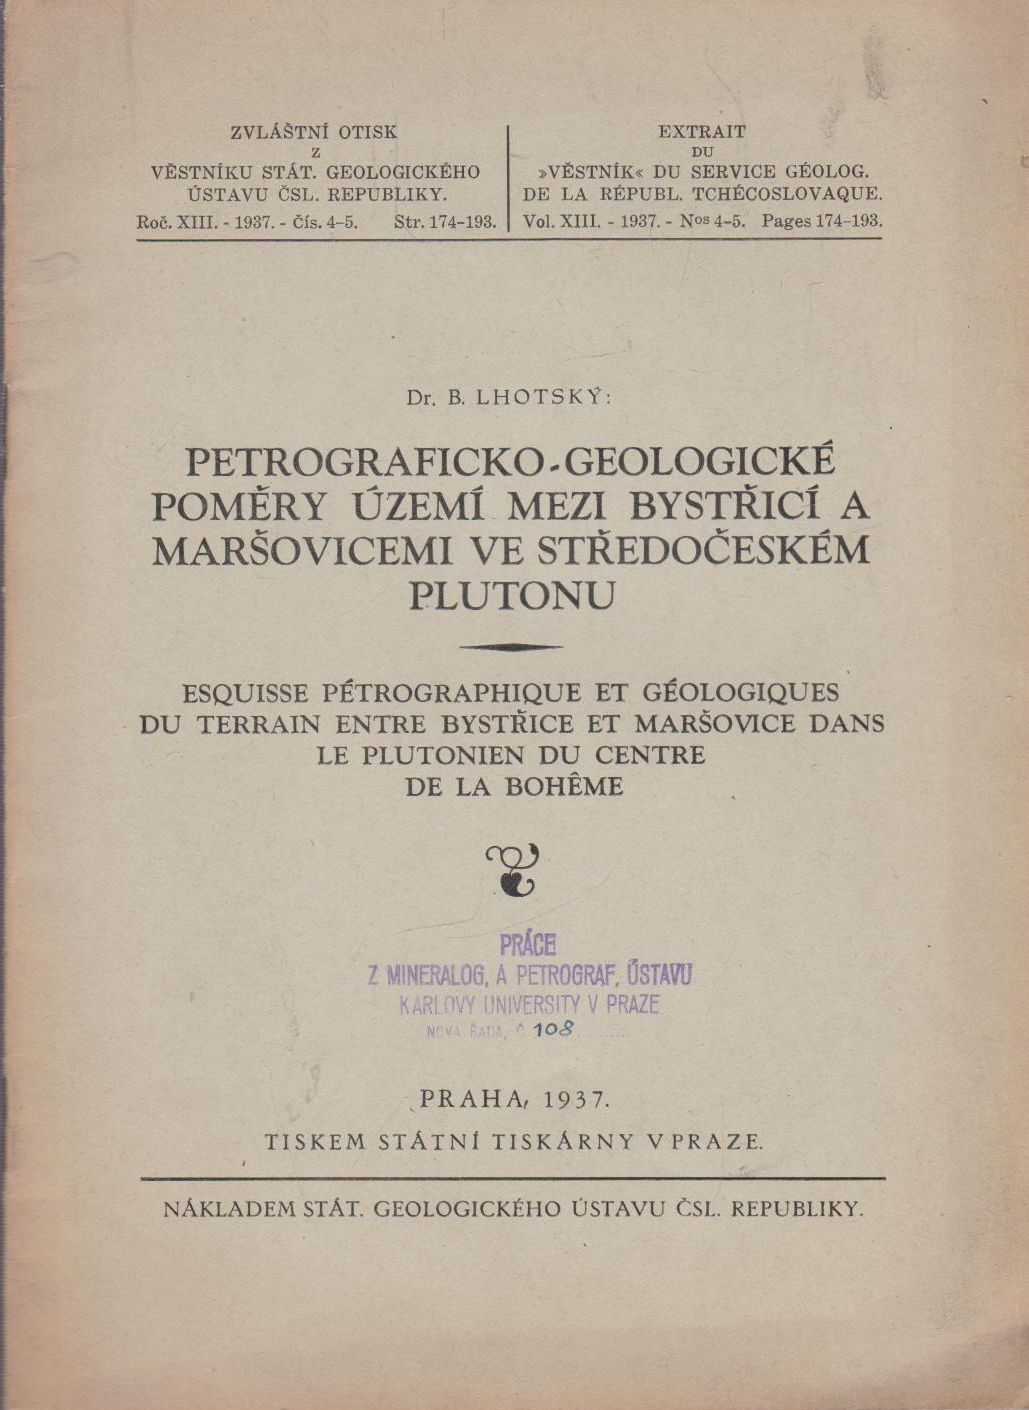 ZVLÁŠTNÍ OTISK
Z
VĚSTNÍKU STÁT. GEOLOGICKÉHO
ÚSTAVU ČSL. REPUBLIKY.
Roč. XIII. - 1937. - Čís. 4-5. Str. 174-193.
EXTRAIT
DU
»VĚSTNÍK« DU SERVICE GÉOLOG.
DE LA RÉPUBL. TCHÉCOSLOVAQUE.
Vol. XIII. - 1937. - Nos 4-5. Pages 174-193.
Dr. B. LHOTSKÝ:
PETROGRAFICKO-GEOLOGICKÉ
POMĚRY ÚZEMÍ MEZI BYSTŘICÍ A
MARŠOVICEMI VE STŘEDOČESKÉM
PLUTONU
ESQUISSE PÉTROGRAPHIQUE ET GÉOLOGIQUES
DU TERRAIN ENTRE BYSTŘICE ET MARŠOVICE DANS
LE PLUTONIEN DU CENTRE
DE LA BOHÊME
PRÁCE
Z MINERALOG. A PETROGRAF. ÚSTAVU
KARLOVY UNIVERSITY V PRAZE
NOVÁ ŘADA, Č. 108
PRAHA, 1937.
TISKEM STÁTNÍ TISKÁRNY V PRAZE.
NÁKLADEM STÁT. GEOLOGICKÉHO ÚSTAVU ČSL. REPUBLIKY.